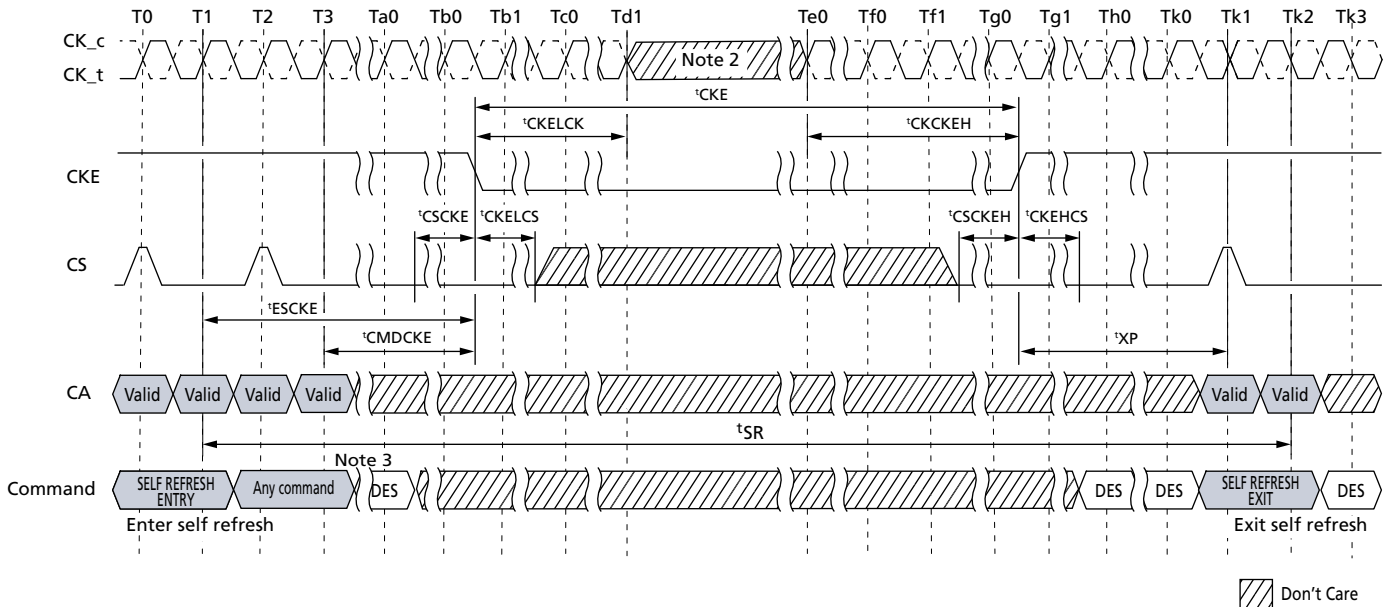 T0 T1 T2 T3 Ta0 Tb0 Tb1 Tc0 Td1 Te0 Tf0 Tf1 Tg0 Tg1 Th0 Tk0 Tk1 Tk2 Tk3
CK_c
CK_t
Note 2
tCKE
tCKELCK tCKCKEH
CKE
tCSCKE tCKELCS tCSCKEH tCKEHCS
CS
tESCKE
tCMDCKE tXP
CA Valid Valid Valid Valid Valid Valid
tSR
Note 3
Command SELF REFRESH ENTRY Any command DES DES DES SELF REFRESH EXIT DES
Enter self refresh Exit self refresh
Don't Care